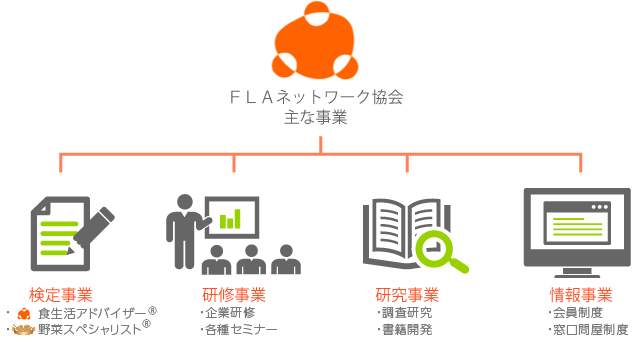 FLAネットワーク協会
主な事業
検定事業
・食生活アドバイザー®
・野菜スペシャリスト®
研修事業
・企業研修
・各種セミナー
研究事業
・調査研究
・書籍開発
情報事業
・会員制度
・窓口問屋制度